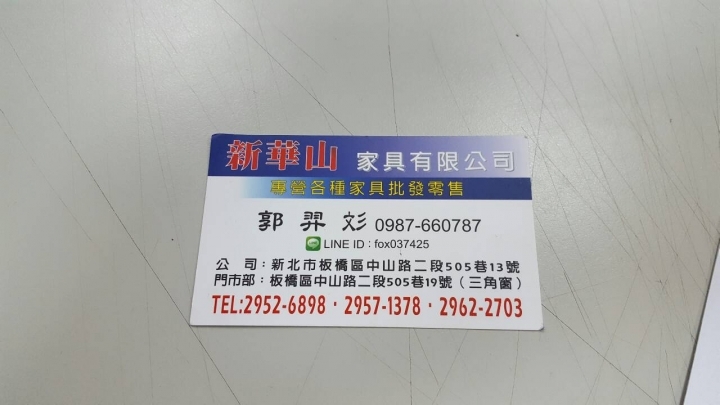 新華山 家具有限公司
專營各種家具批發零售
郭羿彣 0987-660787
LINE ID : fox037425
公 司：新北市板橋區中山路二段505巷13號
門市部：板橋區中山路二段505巷19號（三角窗）
TEL:2952-6898．2957-1378．2962-2703